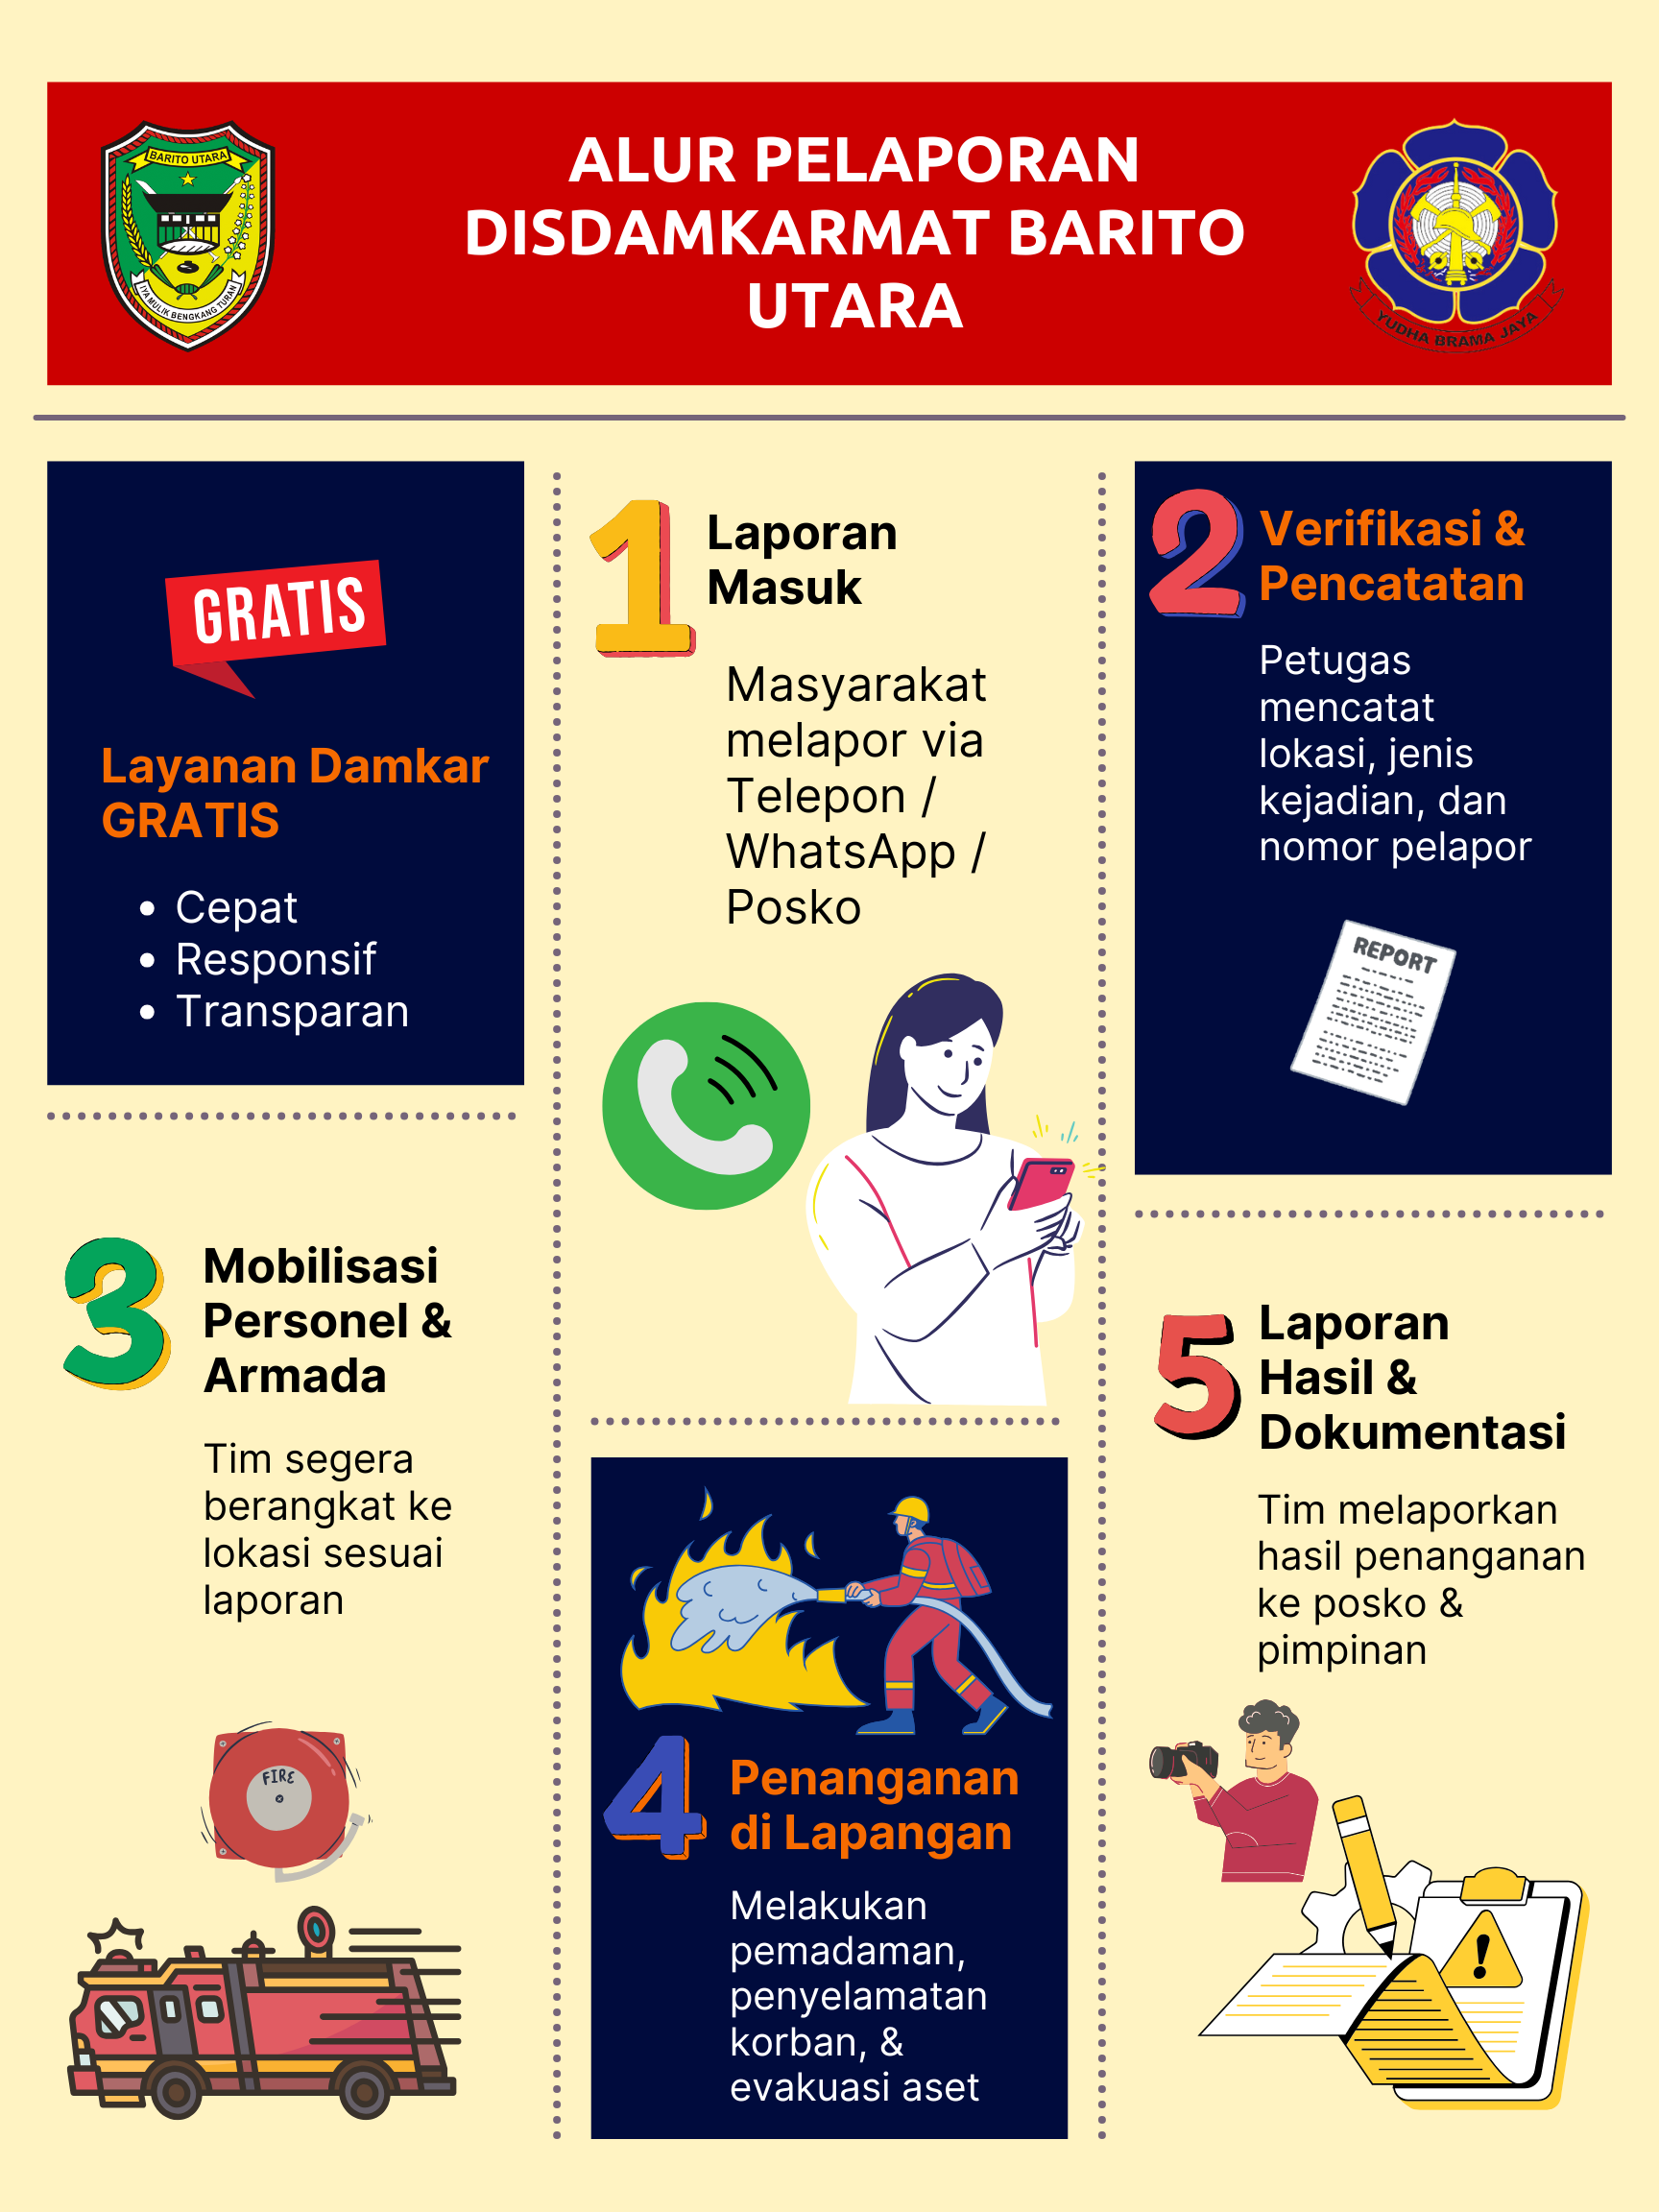 BARITO UTARA
IYA MULIK BENGKANG TURAN
ALUR PELAPORAN
DISDAMKARMAT BARITO
UTARA
YUDHA BRAMA JAYA
GRATIS
Layanan Damkar
GRATIS
• Cepat
• Responsif
• Transparan
1
Laporan
Masuk
Masyarakat
melapor via
Telepon /
WhatsApp /
Posko
2
Verifikasi &
Pencatatan
Petugas
mencatat
lokasi, jenis
kejadian, dan
nomor pelapor
REPORT
3
Mobilisasi
Personel &
Armada
Tim segera
berangkat ke
lokasi sesuai
laporan
FIRE
4
Penanganan
di Lapangan
Melakukan
pemadaman,
penyelamatan
korban, &
evakuasi aset
5
Laporan
Hasil &
Dokumentasi
Tim melaporkan
hasil penanganan
ke posko &
pimpinan